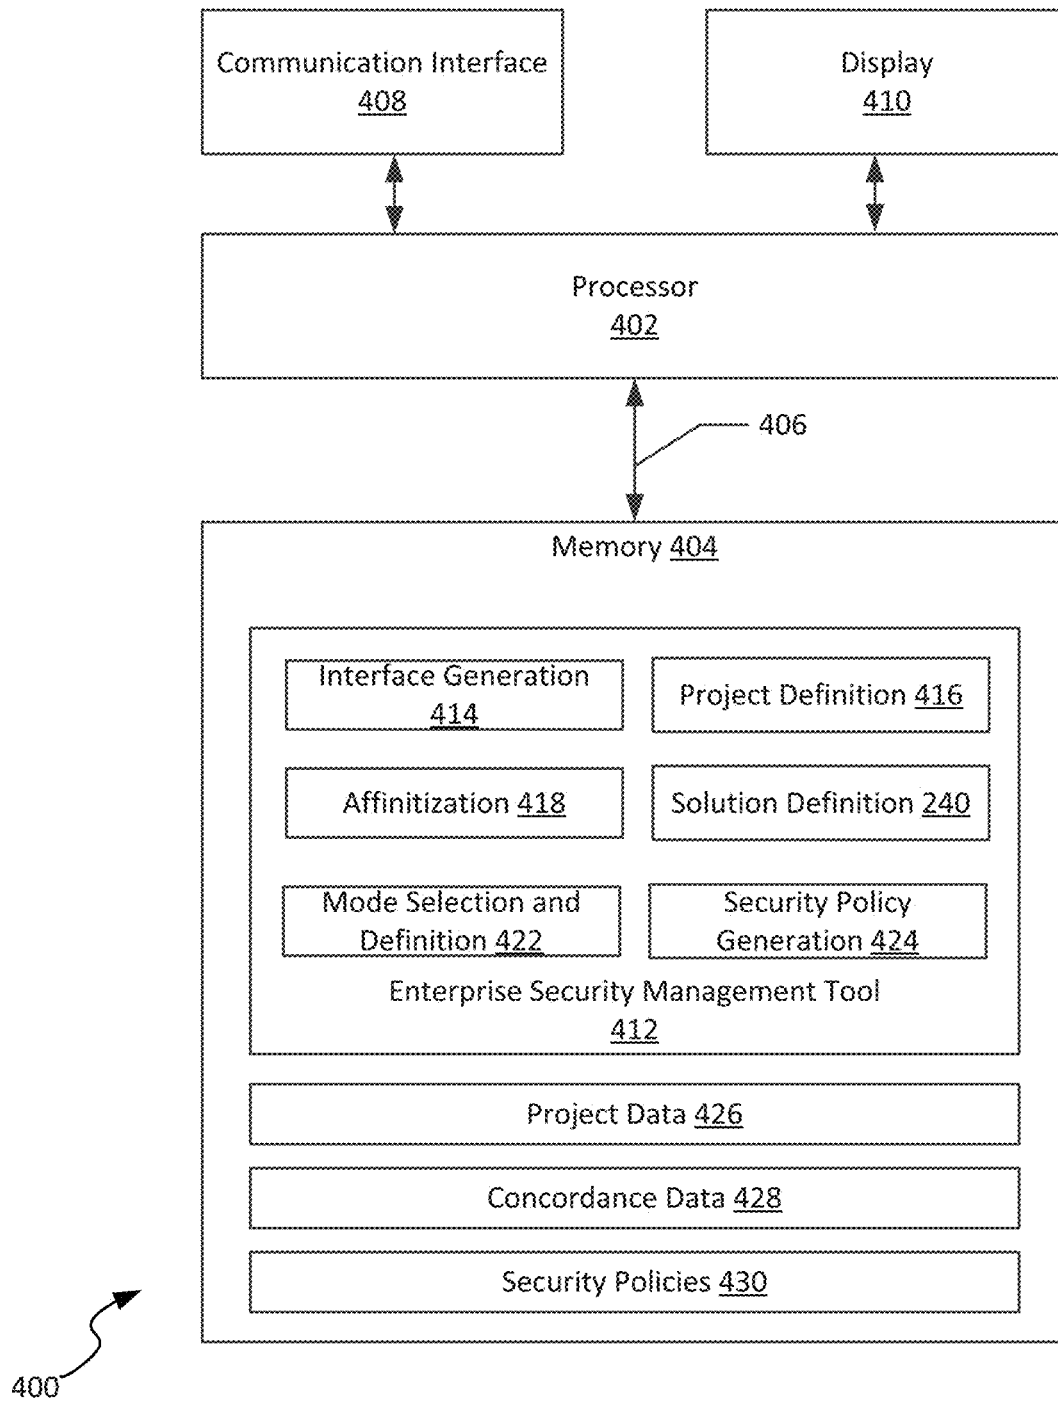 Communication Interface
408
Display
410
Processor
402
406
Memory 404
Interface Generation
414
Project Definition 416
Affinitization 418
Solution Definition 240
Mode Selection and
Definition 422
Security Policy
Generation 424
Enterprise Security Management Tool
412
Project Data 426
Concordance Data 428
Security Policies 430
400